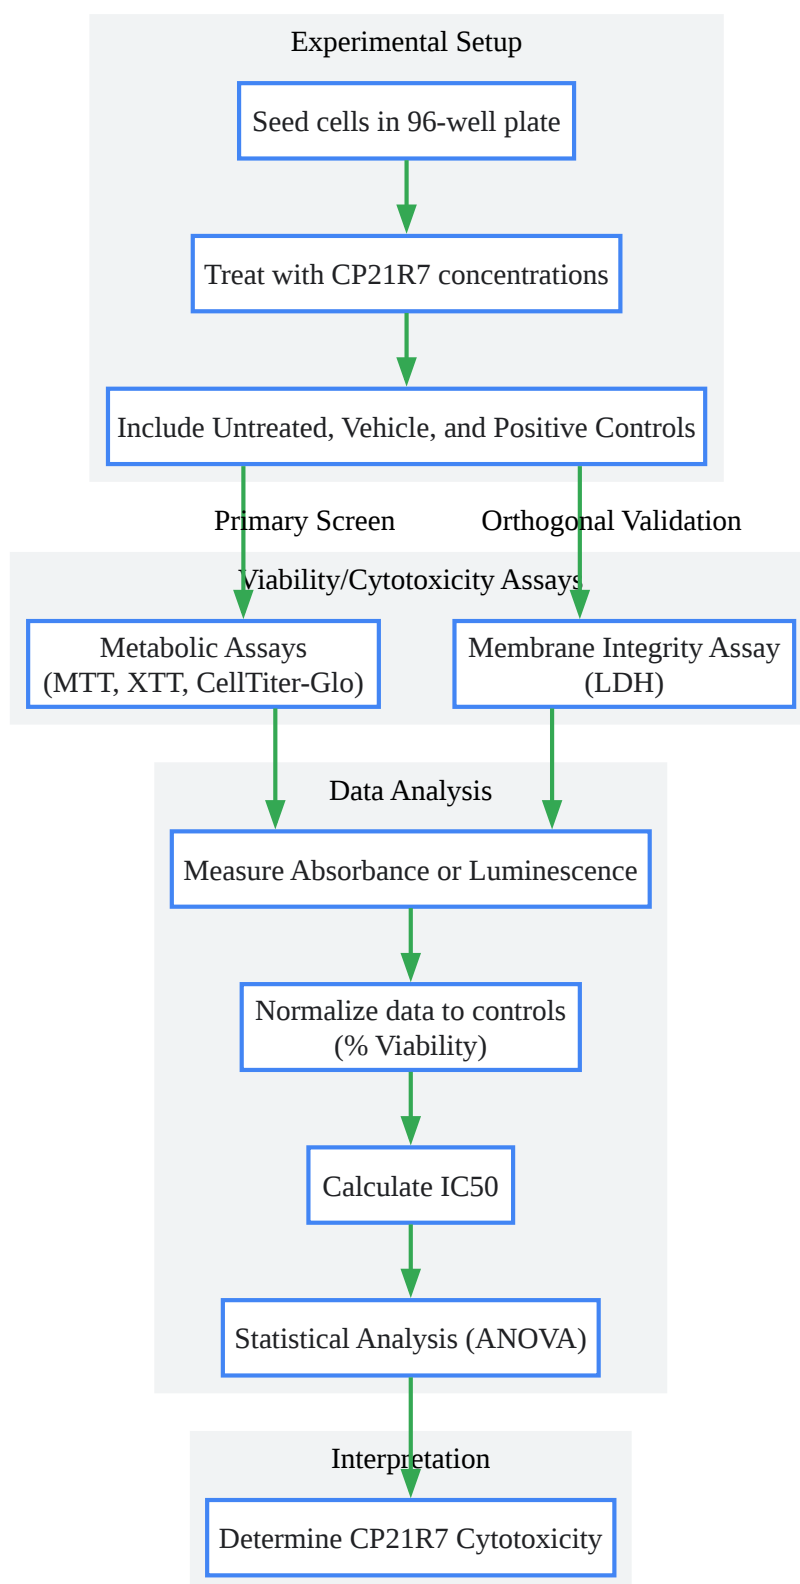 Experimental Setup
Seed cells in 96-well plate
Treat with CP21R7 concentrations
Include Untreated, Vehicle, and Positive Controls
Primary Screen
Orthogonal Validation
Viability/Cytotoxicity Assays
Metabolic Assays
(MTT, XTT, CellTiter-Glo)
Membrane Integrity Assay
(LDH)
Data Analysis
Measure Absorbance or Luminescence
Normalize data to controls
(% Viability)
Calculate IC50
Statistical Analysis (ANOVA)
Interpretation
Determine CP21R7 Cytotoxicity